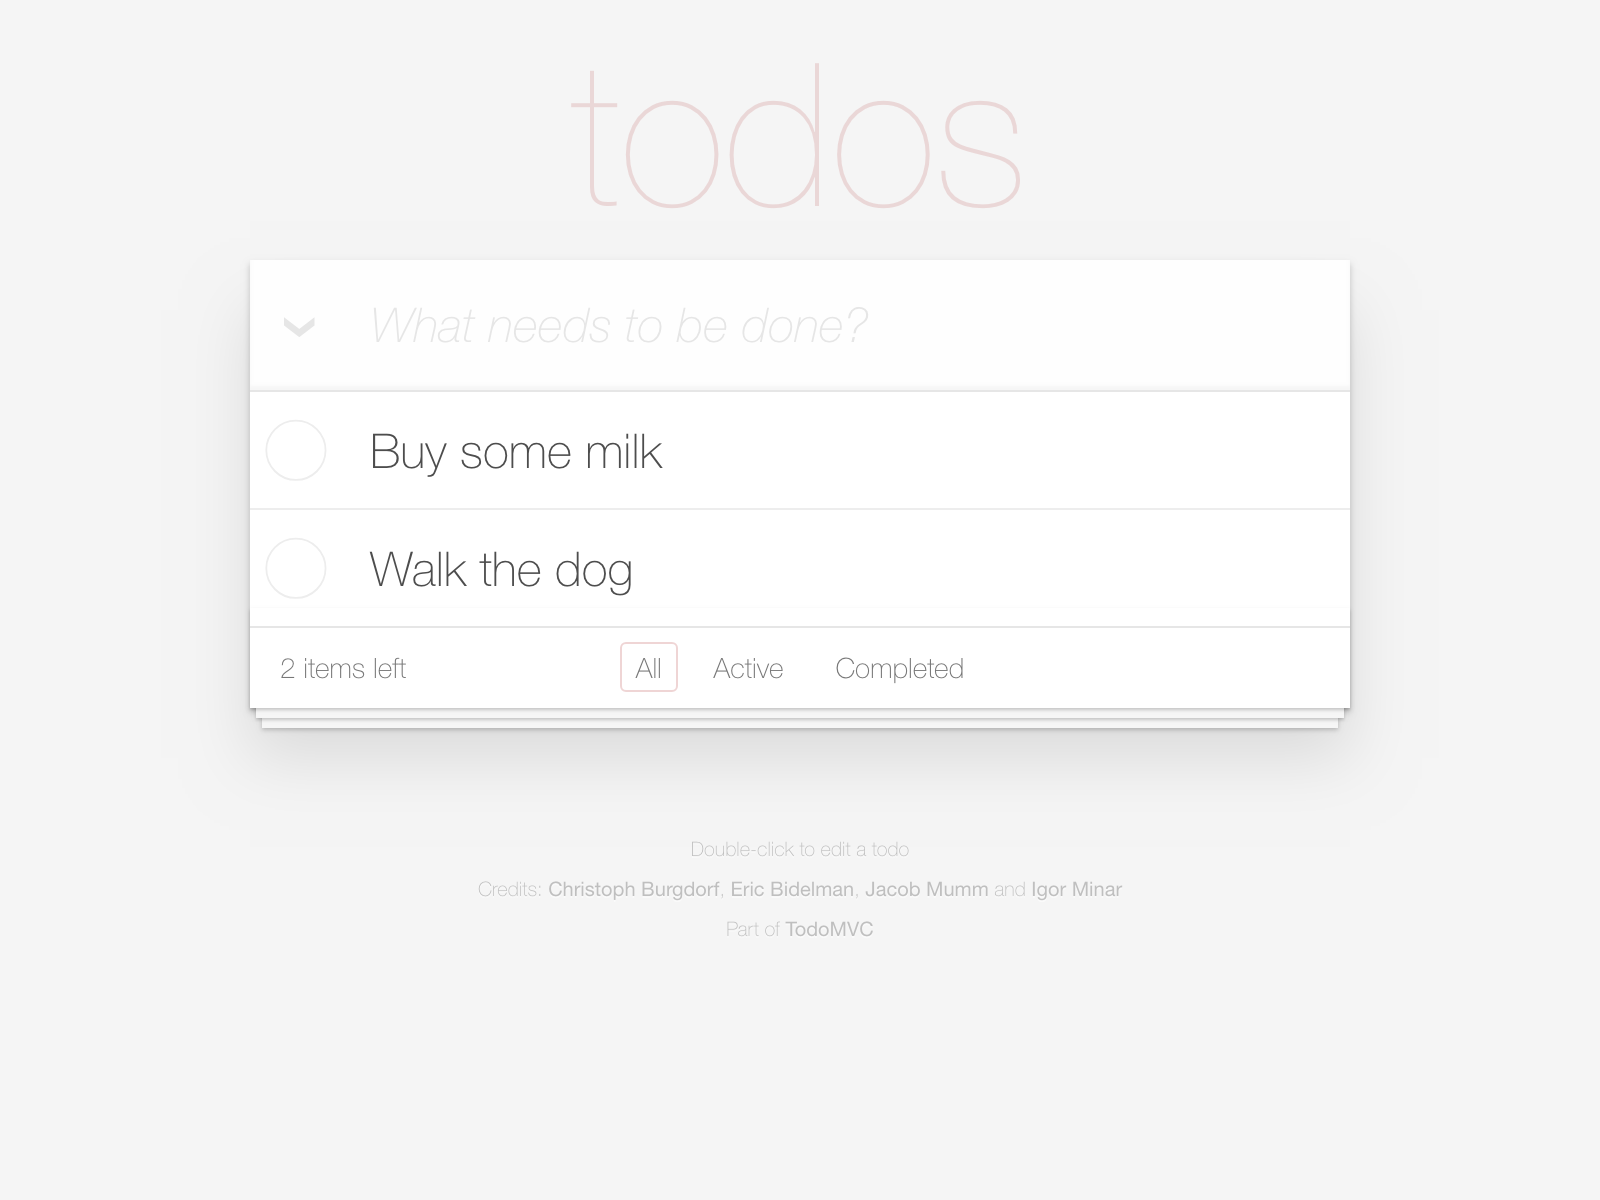 todos
What needs to be done?
Buy some milk
Walk the dog
2 items left All Active Completed
Double-click to edit a todo
Credits: Christoph Burgdorf, Eric Bidelman, Jacob Mumm and Igor Minar
Part of TodoMVC